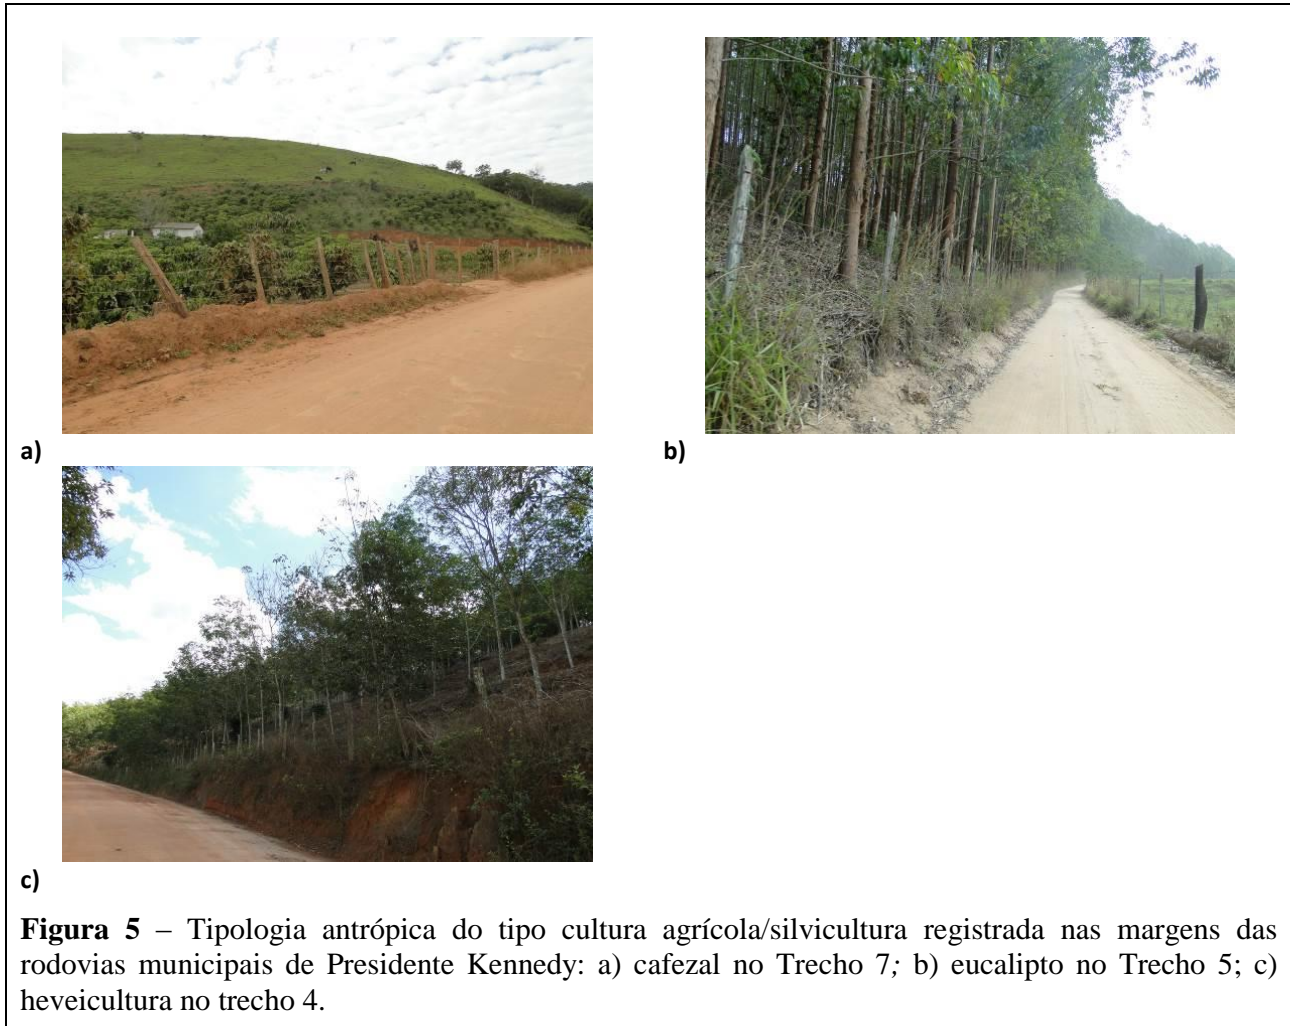 a)
b)
c)
Figura 5 – Tipologia antrópica do tipo cultura agrícola/silvicultura registrada nas margens das
rodovias municipais de Presidente Kennedy: a) cafezal no Trecho 7; b) eucalipto no Trecho 5; c)
heveicultura no trecho 4.